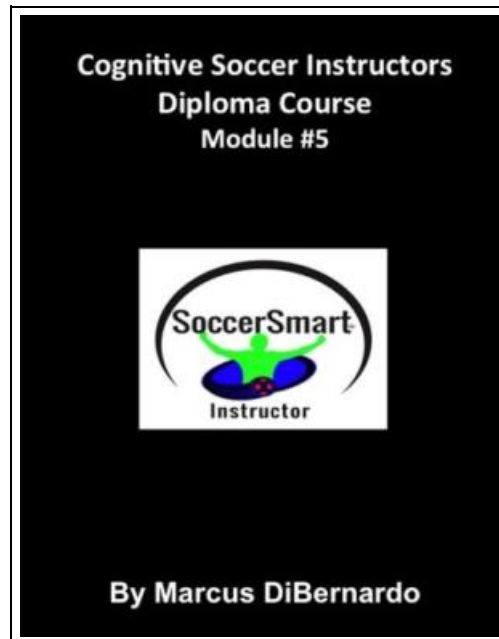 Cognitive Soccer Instructors
Diploma Course
Module #5
SoccerSmart
Instructor
By Marcus DiBernardo